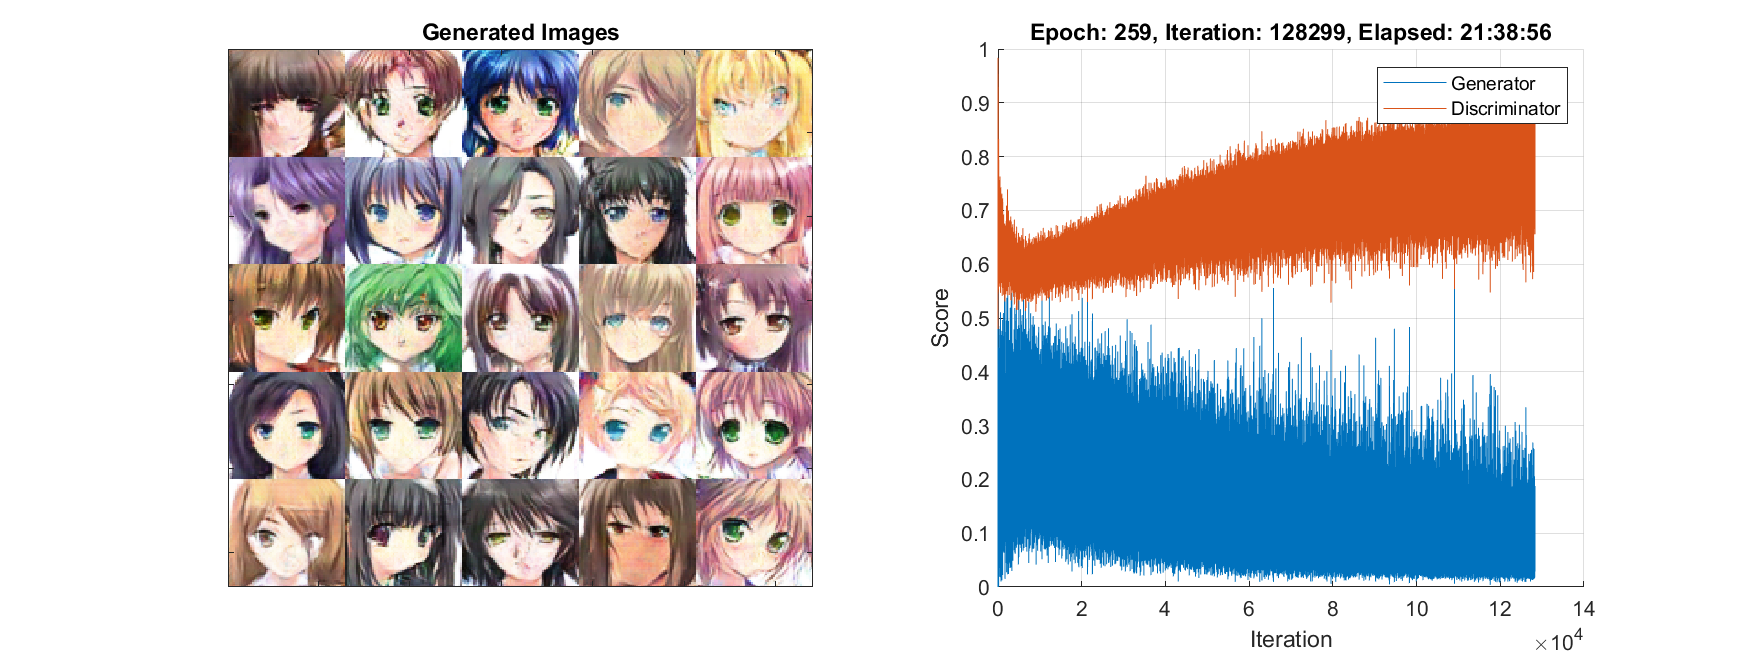 Generated Images
Epoch: 259, Iteration: 128299, Elapsed: 21:38:56
Generator
Discriminator
Score
1
0.9
0.8
0.7
0.6
0.5
0.4
0.3
0.2
0.1
0
0 2 4 6 8 10 12 14
Iteration
×10⁴